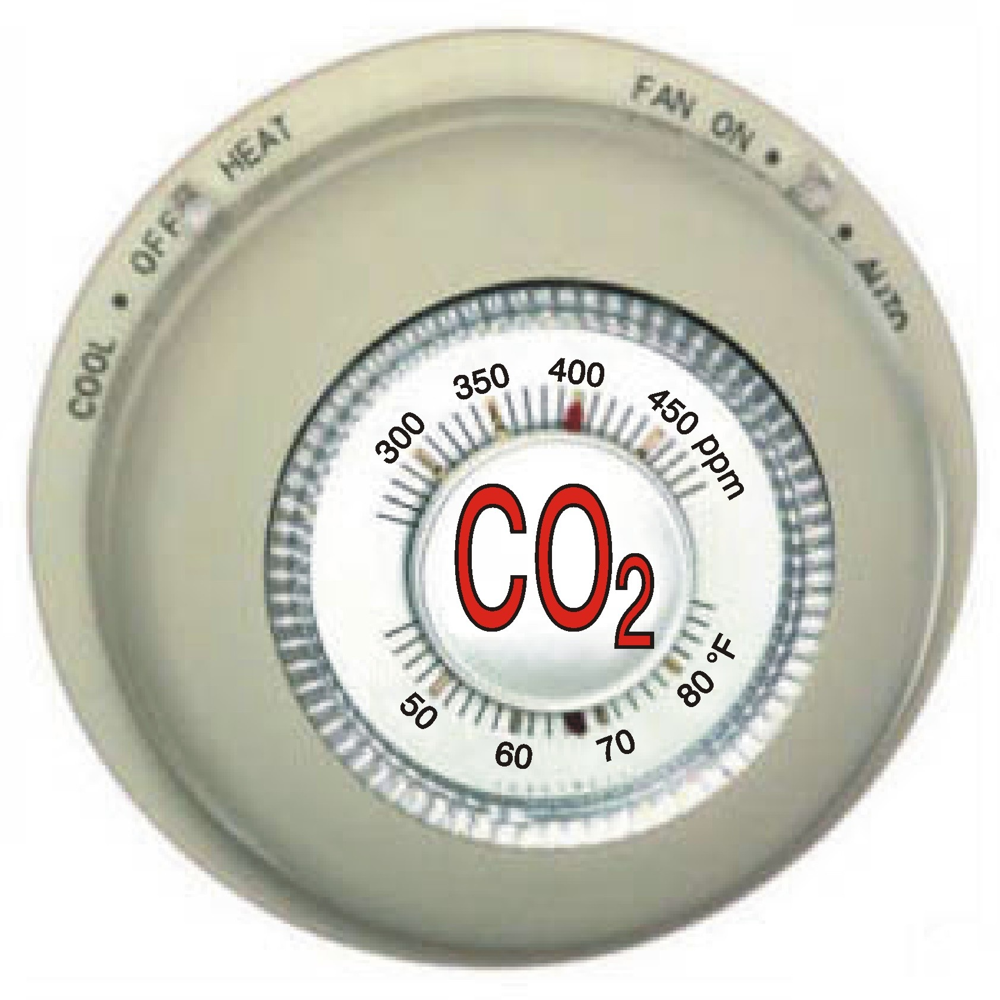 COOL • OFF HEAT
FAN ON • • AUTO
300 350 400 450 ppm
CO₂
50 60 70 80 °F